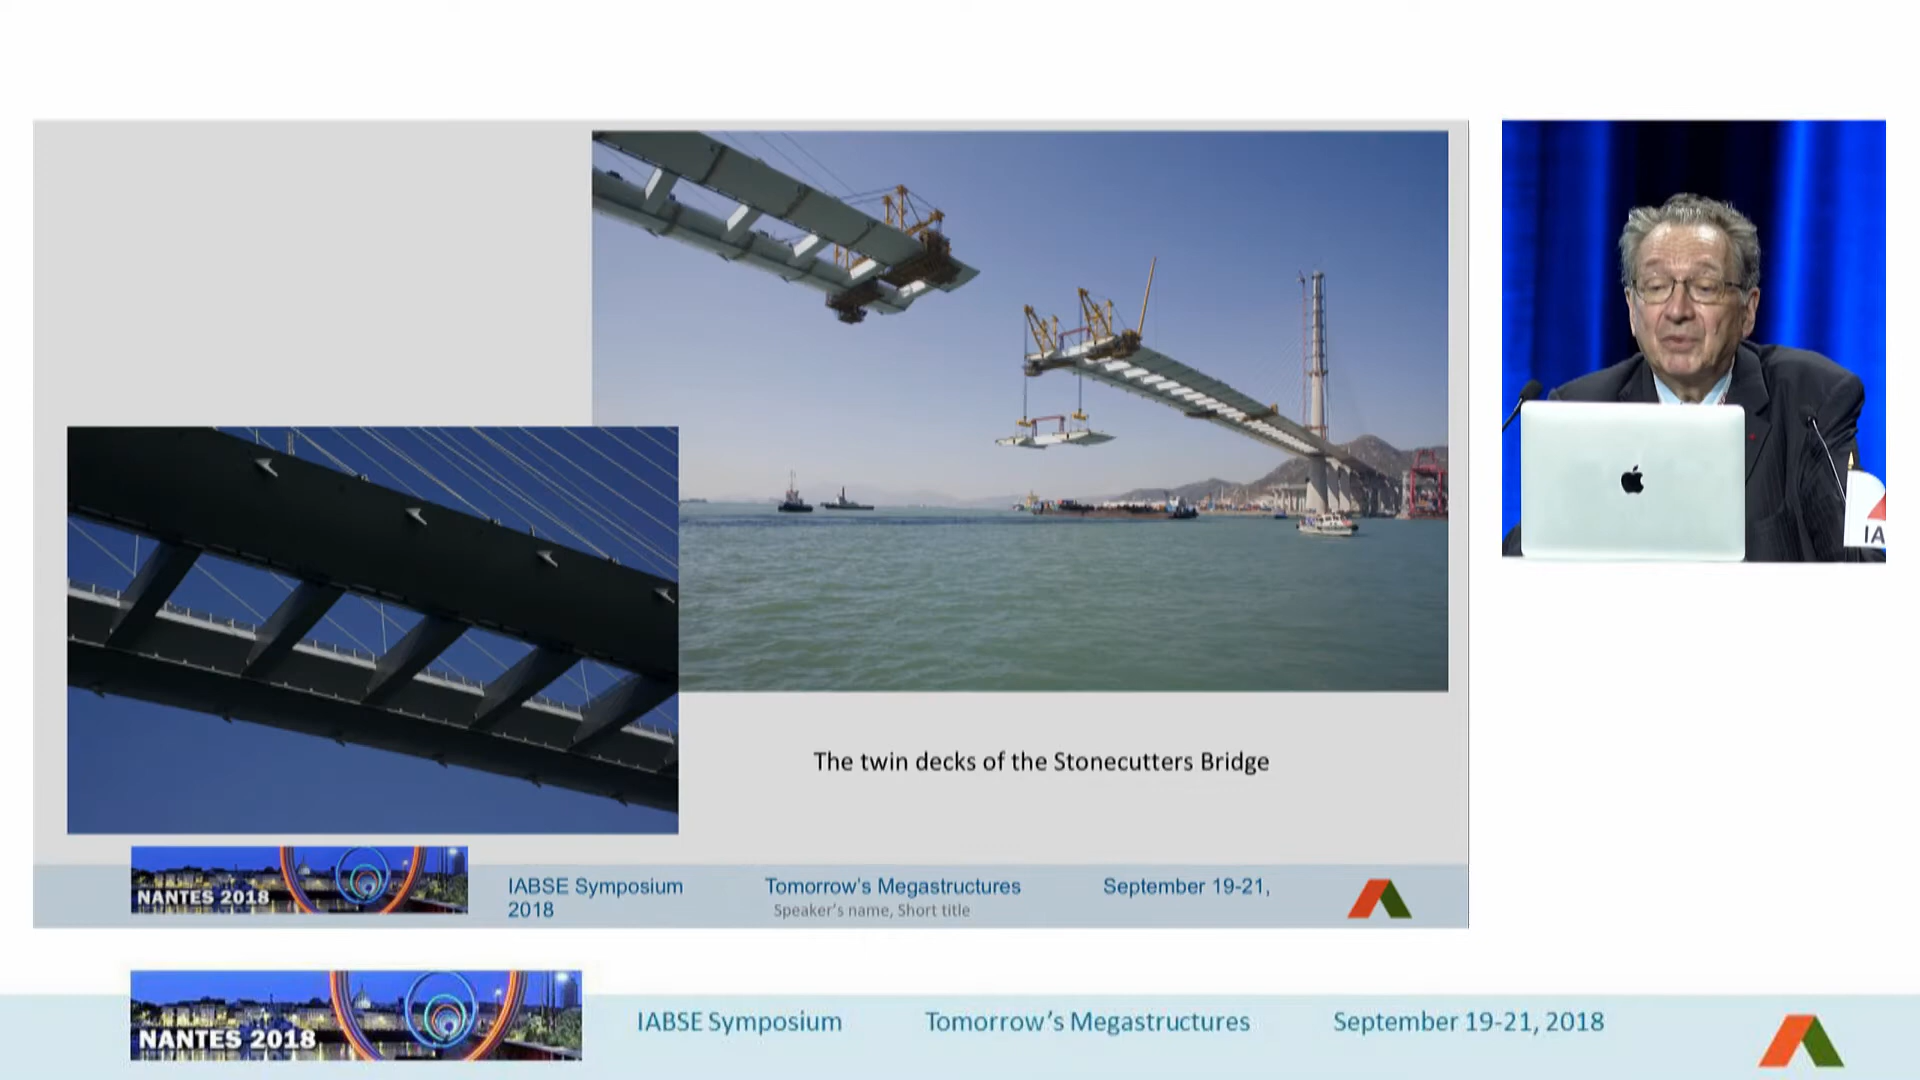 The twin decks of the Stonecutters Bridge
IA
NANTES 2018
IABSE Symposium Tomorrow's Megastructures September 19-21,
2018 Speaker's name, Short title
NANTES 2018
IABSE Symposium Tomorrow's Megastructures September 19-21, 2018